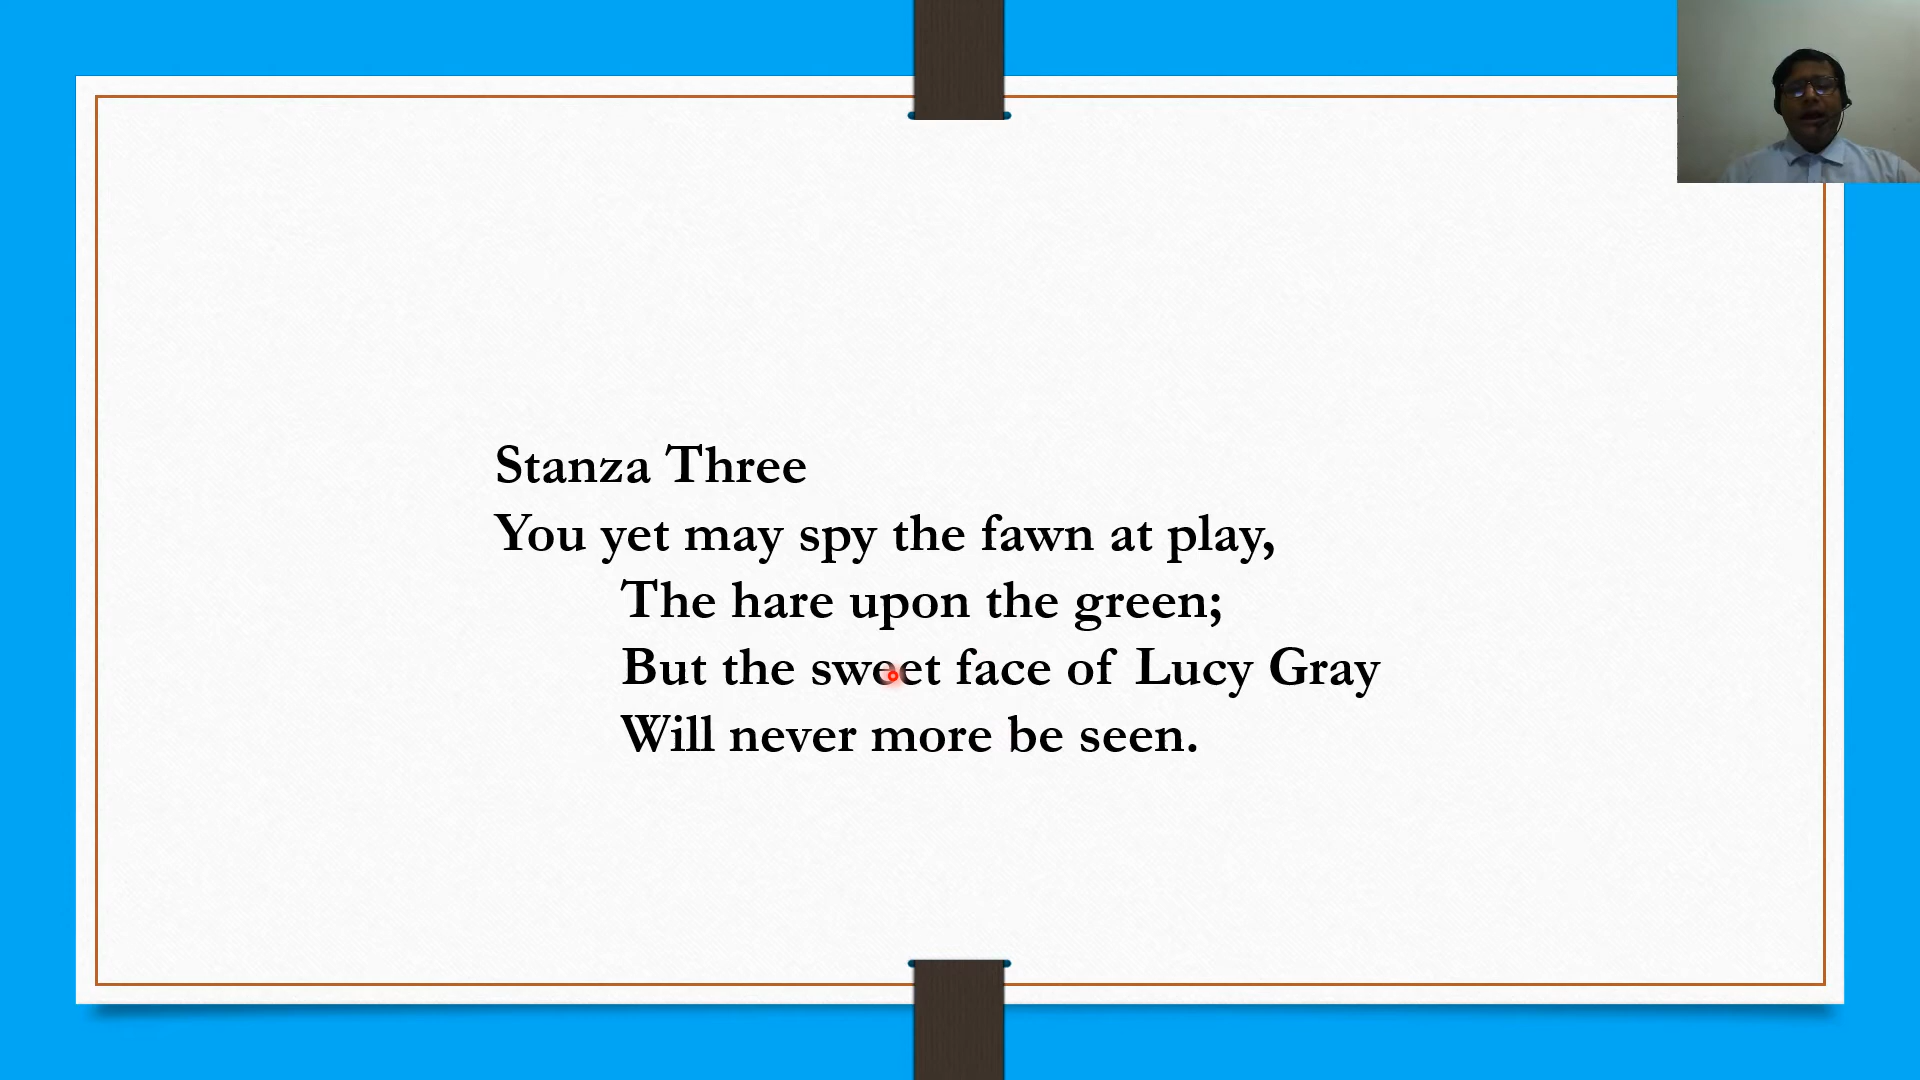 Stanza Three
You yet may spy the fawn at play,
The hare upon the green;
But the sweet face of Lucy Gray
Will never more be seen.